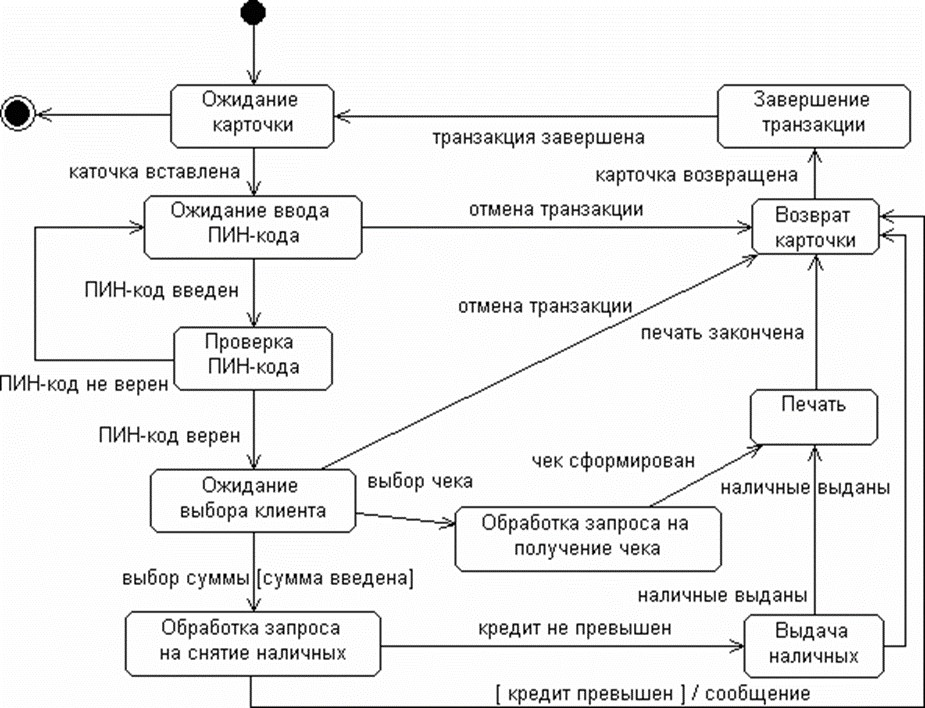 Ожидание
карточки
Завершение
транзакции
транзакция завершена
каточка вставлена
карточка возвращена
Ожидание ввода
ПИН-кода
отмена транзакции
Возврат
карточки
ПИН-код введен
отмена транзакции
печать закончена
Проверка
ПИН-кода
ПИН-код не верен
ПИН-код верен
Печать
чек сформирован
Ожидание
выбора клиента
выбор чека
наличные выданы
Обработка запроса на
получение чека
выбор суммы [сумма введена]
наличные выданы
Обработка запроса
на снятие наличных
кредит не превышен
Выдача
наличных
[ кредит превышен ] / сообщение